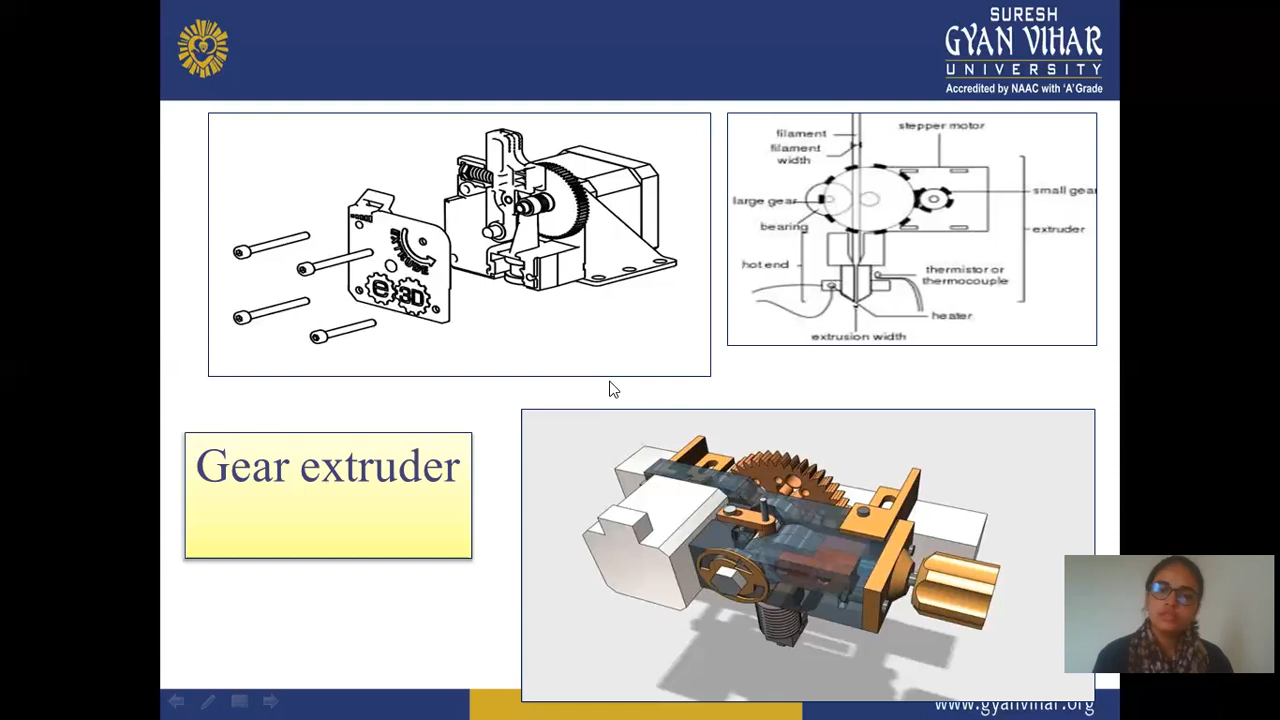 SURESH
GYAN VIHAR
UNIVERSITY
Accredited by NAAC with 'A' Grade
e3D
filament
filament
width
large gear
bearing
hot end
stepper motor
small gear
extruder
thermistor or
thermocouple
heater
extrusion width
Gear extruder
www.gyanvihar.org